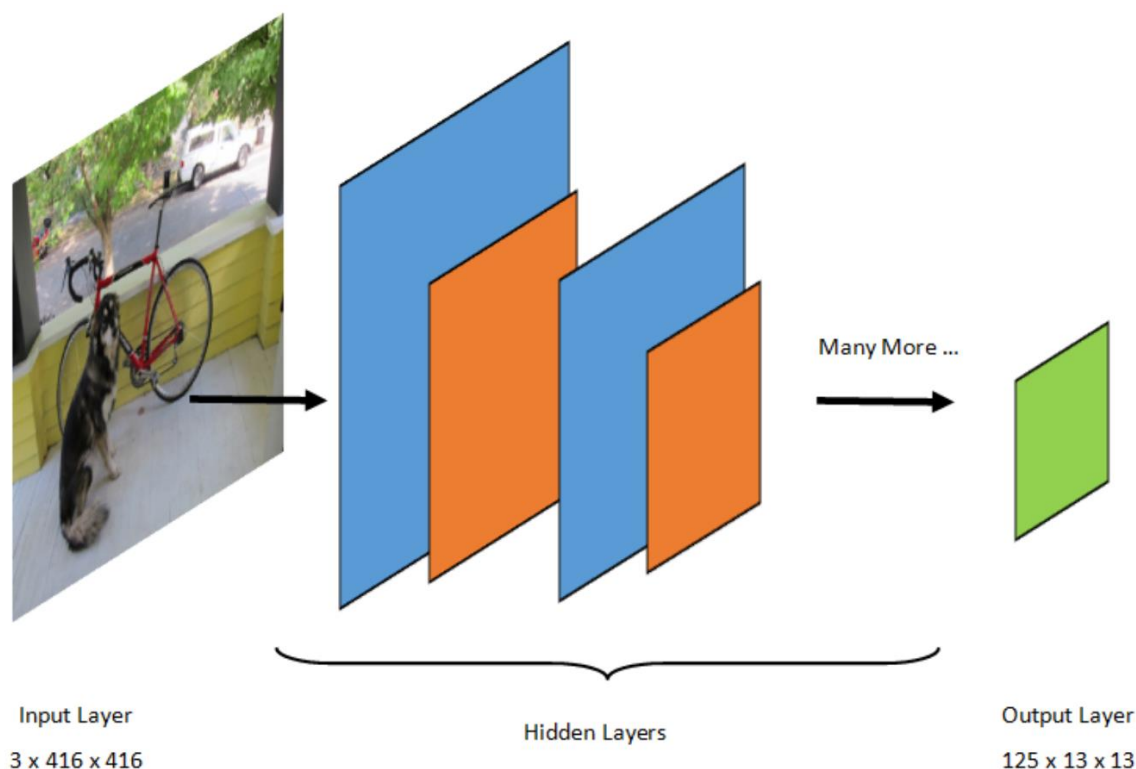 Many More ...
Input Layer
3 x 416 x 416
Hidden Layers
Output Layer
125 x 13 x 13